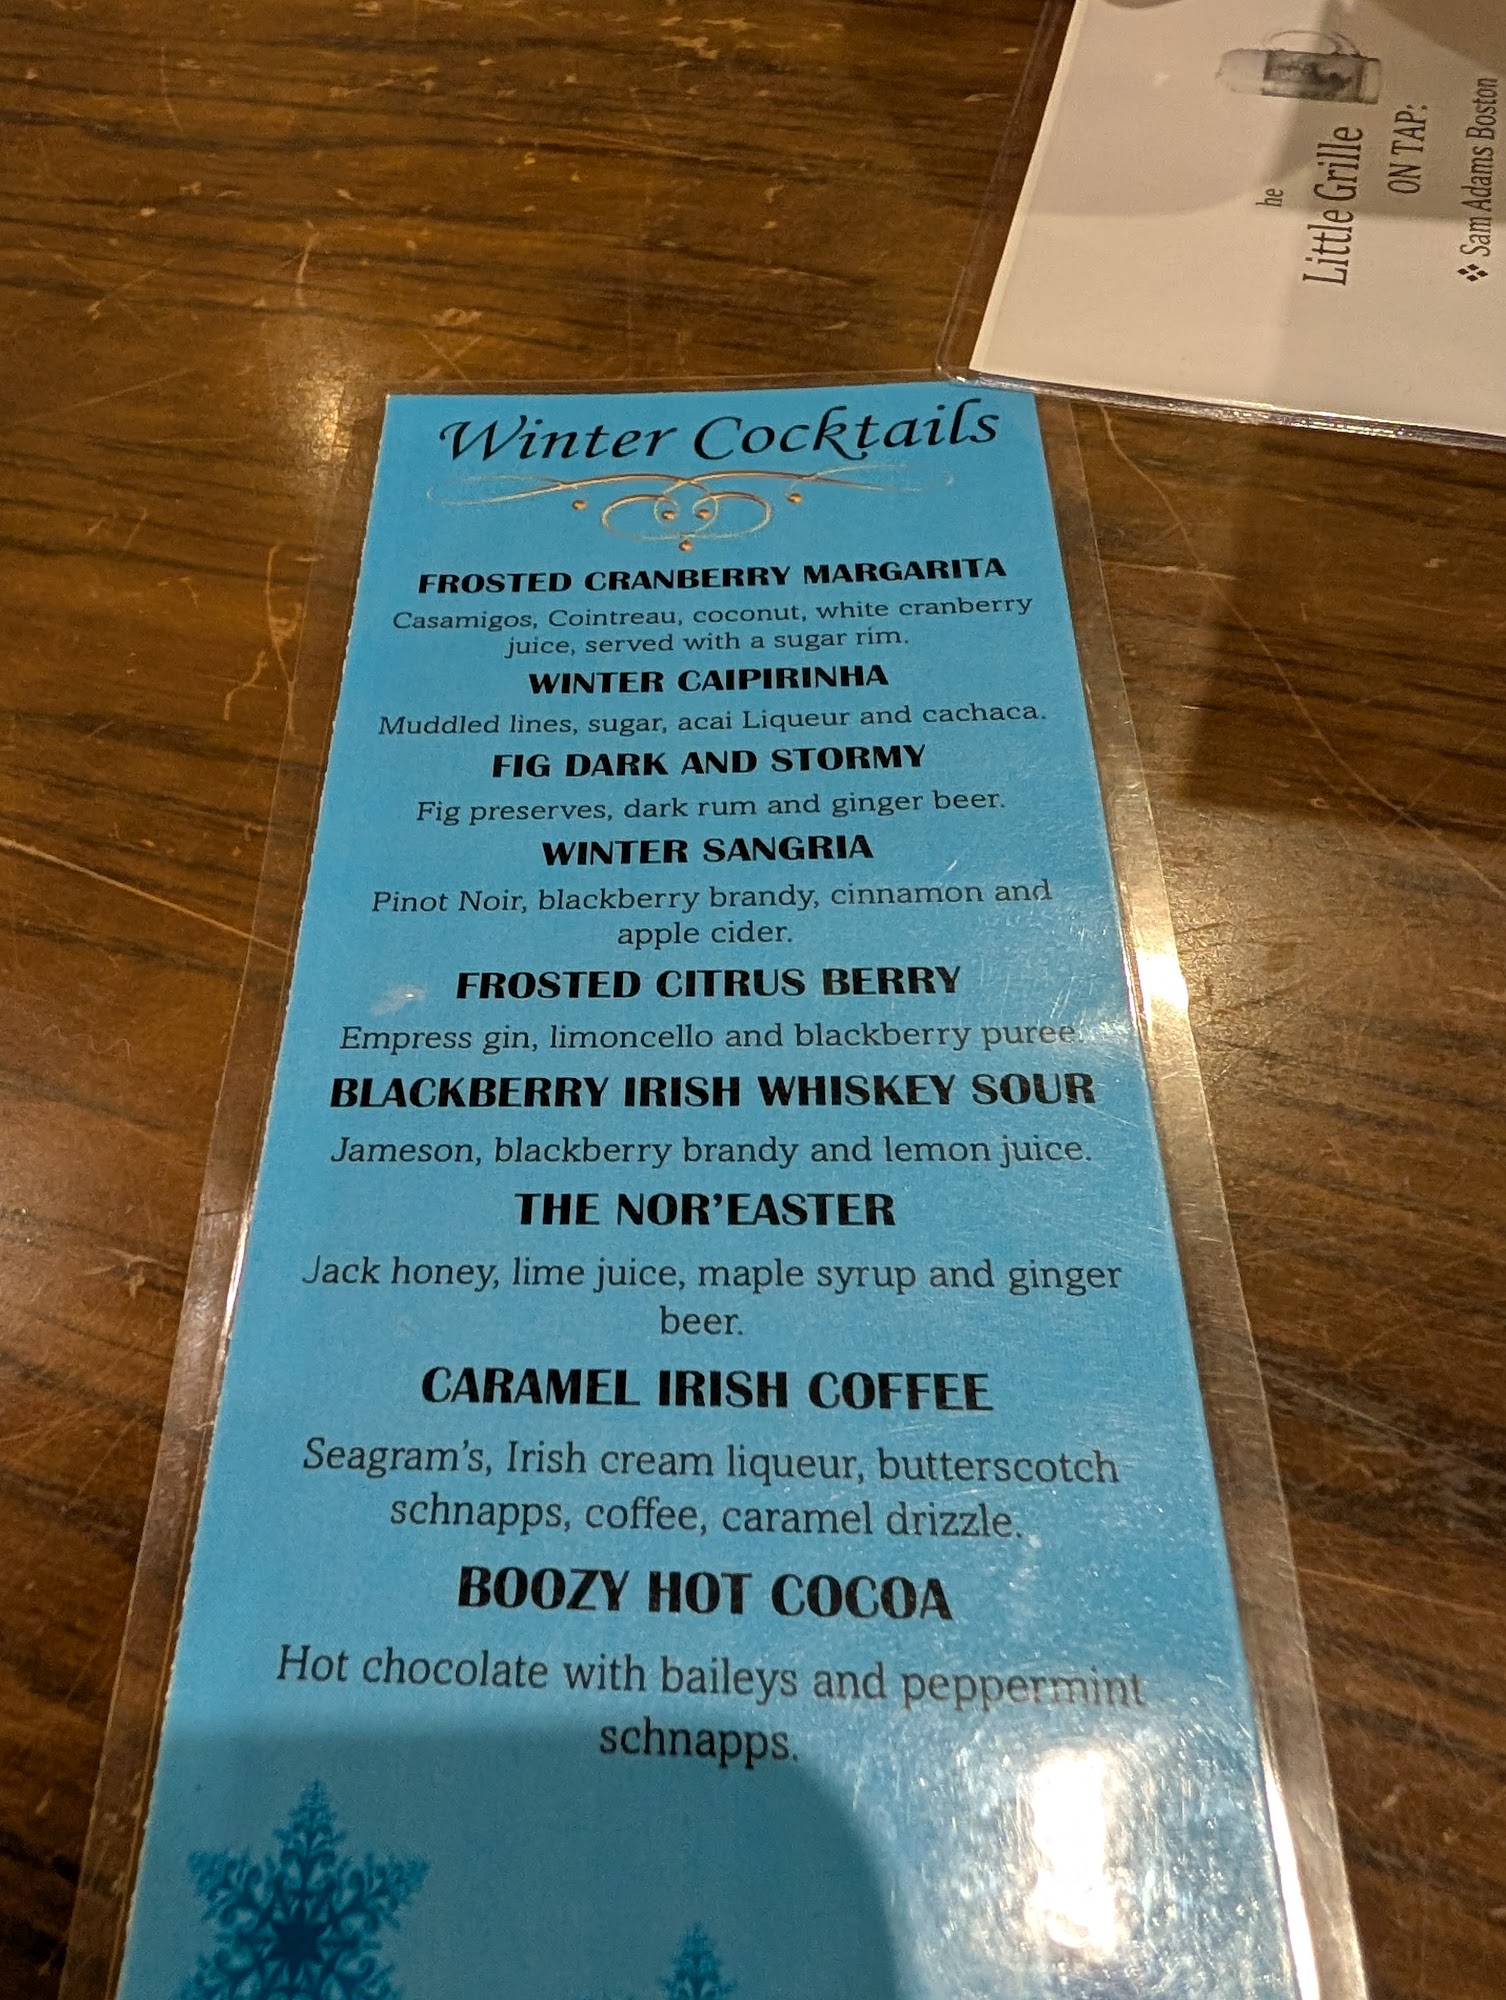 Winter Cocktails
FROSTED CRANBERRY MARGARITA
Casamigos, Cointreau, coconut, white cranberry
juice, served with a sugar rim.
WINTER CAIPIRINHA
Muddled lines, sugar, acai Liqueur and cachaca.
FIG DARK AND STORMY
Fig preserves, dark rum and ginger beer.
WINTER SANGRIA
Pinot Noir, blackberry brandy, cinnamon and
apple cider.
FROSTED CITRUS BERRY
Empress gin, limoncello and blackberry puree.
BLACKBERRY IRISH WHISKEY SOUR
Jameson, blackberry brandy and lemon juice.
THE NOR’EASTER
Jack honey, lime juice, maple syrup and ginger
beer.
CARAMEL IRISH COFFEE
Seagram’s, Irish cream liqueur, butterscotch
schnapps, coffee, caramel drizzle.
BOOZY HOT COCOA
Hot chocolate with baileys and peppermint
schnapps.
he
Little Grille
ON TAP:
❖ Sam Adams Boston